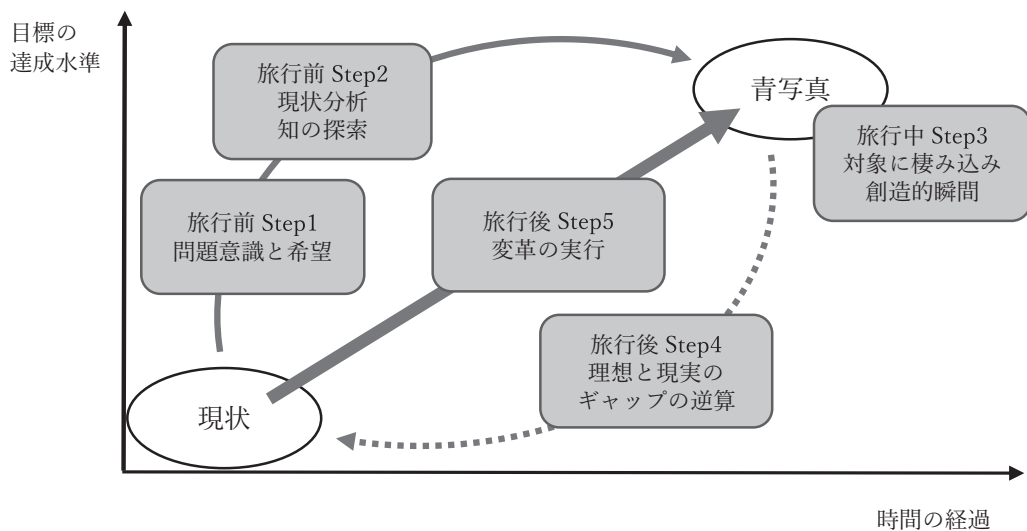 目標の
達成水準
旅行前 Step2
現状分析
知の探索
青写真
旅行中 Step3
対象に棲み込み
創造的瞬間
旅行前 Step1
問題意識と希望
旅行後 Step5
変革の実行
旅行後 Step4
理想と現実の
ギャップの逆算
現状
時間の経過